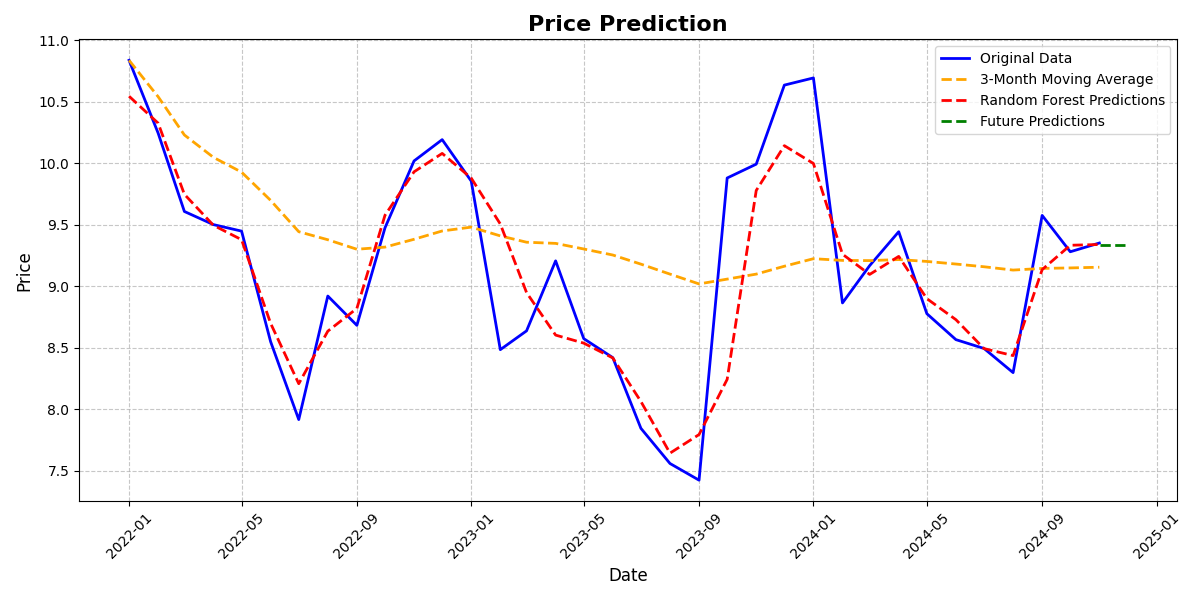 Price Prediction
Original Data
3-Month Moving Average
Random Forest Predictions
Future Predictions
Price
11.0
10.5
10.0
9.5
9.0
8.5
8.0
7.5
2022-01
2022-05
2022-09
2023-01
2023-05
2023-09
2024-01
2024-05
2024-09
2025-01
Date